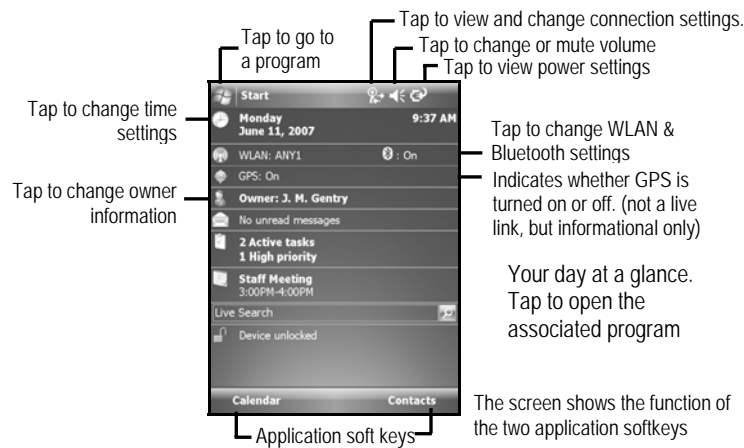 Tap to view and change connection settings.
Tap to go to
a program
Tap to change or mute volume
Tap to view power settings
Start
Tap to change time
settings
Monday
June 11, 2007
9:37 AM
WLAN: ANY1
: On
Tap to change WLAN &
Bluetooth settings
GPS: On
Indicates whether GPS is
turned on or off. (not a live
link, but informational only)
Tap to change owner
information
Owner: J. M. Gentry
No unread messages
2 Active tasks
1 High priority
Staff Meeting
3:00PM-4:00PM
Your day at a glance.
Tap to open the
associated program
Live Search
Device unlocked
Calendar
Contacts
Application soft keys
The screen shows the function of
the two application softkeys